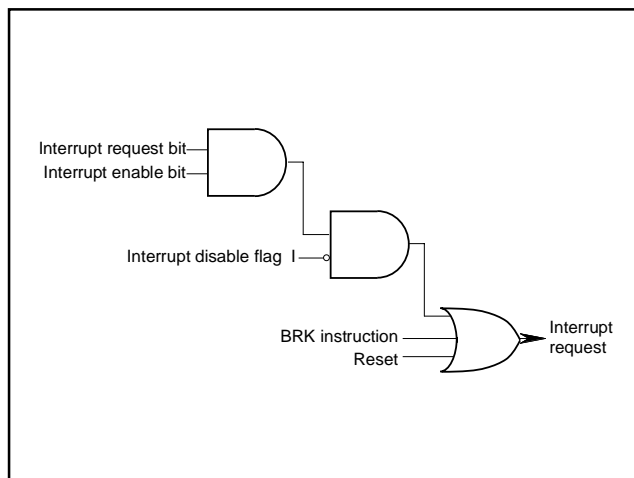 Interrupt request bit
Interrupt enable bit
Interrupt disable flag I
BRK instruction
Reset
Interrupt
request